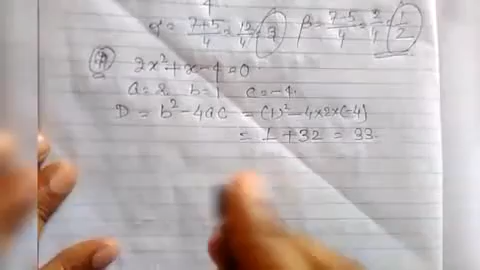 α = 7+5/4 = 12/4 = 3 β = 7-5/4 = 2/4 = 1/2
2x² + x - 4 = 0
a = 2, b = 1 c = -4
D = b² - 4ac = (1)² - 4×2×(-4)
= 1 + 32 = 33